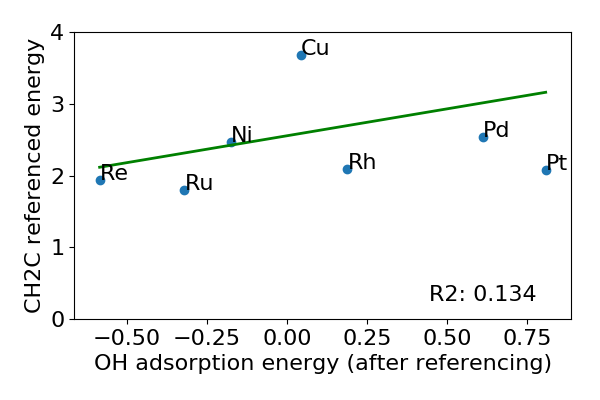 CH2C referenced energy
4
3
2
1
0
Cu
Ni
Pd
Rh
Pt
Re
Ru
R2: 0.134
−0.50 −0.25 0.00 0.25 0.50 0.75
OH adsorption energy (after referencing)